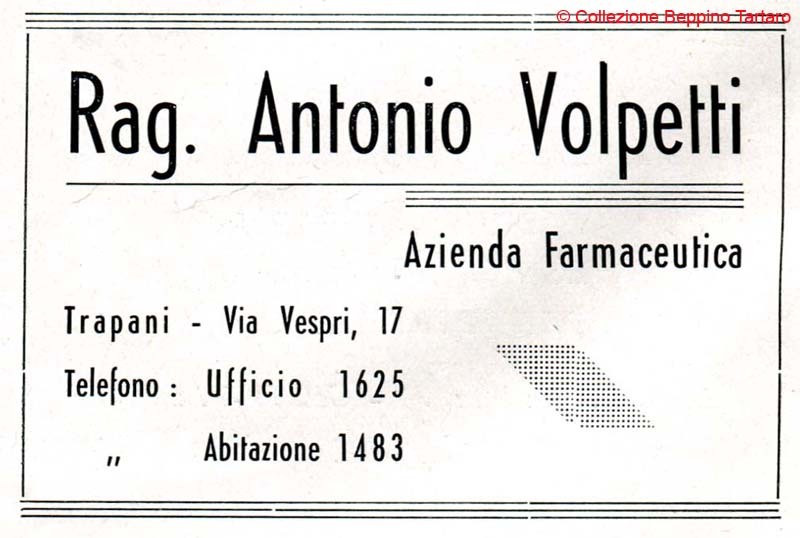 © Collezione Beppino Tartaro
Rag. Antonio Volpetti
Azienda Farmaceutica
Trapani - Via Vespri, 17
Telefono : Ufficio 1625
„ Abitazione 1483